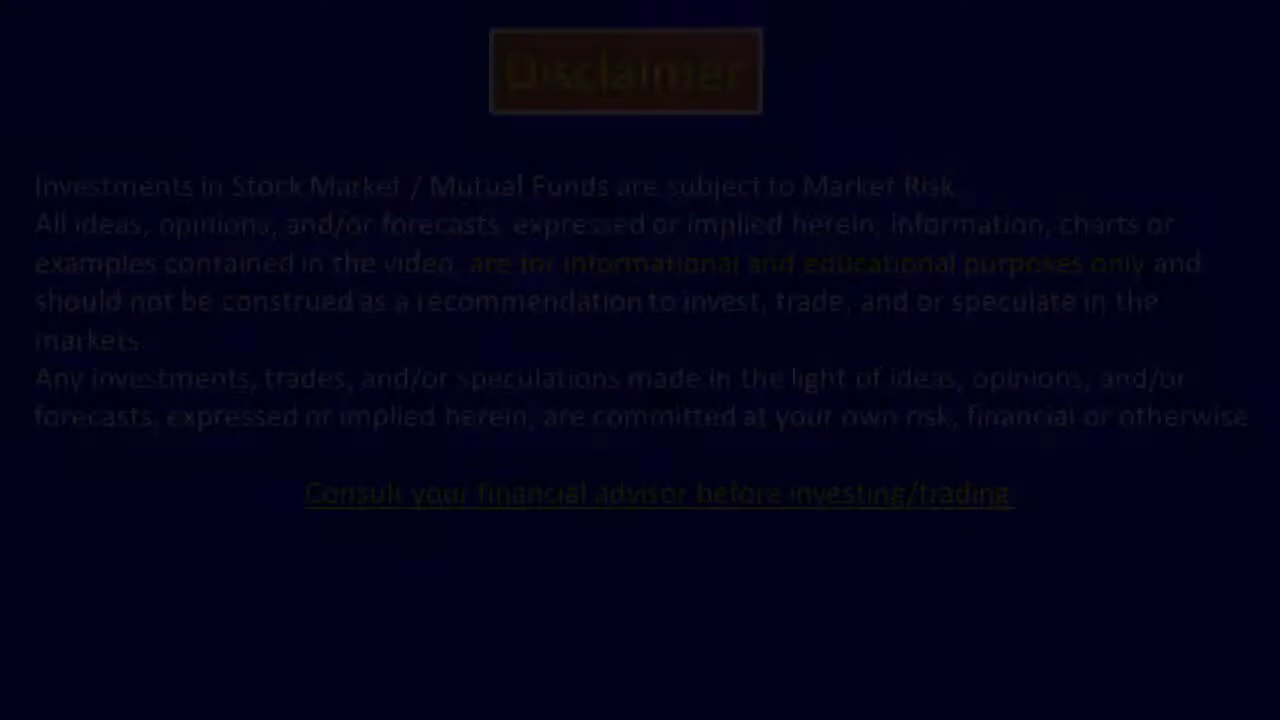 Disclaimer
Investments in Stock Market / Mutual Funds are subject to Market Risk.
All ideas, opinions, and/or forecasts, expressed or implied herein, information, charts or
examples contained in the video, are for informational and educational purpokes only and
should not be construed as a recommendation to invest, trade, and or speculate in the
markets.
Any investments, trades, and/or speculations made in the light of ideas, opinions, and/or
forecasts, expressed or implied herein, are committed at your own risk, financial or otherwise
Consult your financial advisor before investing/trading.